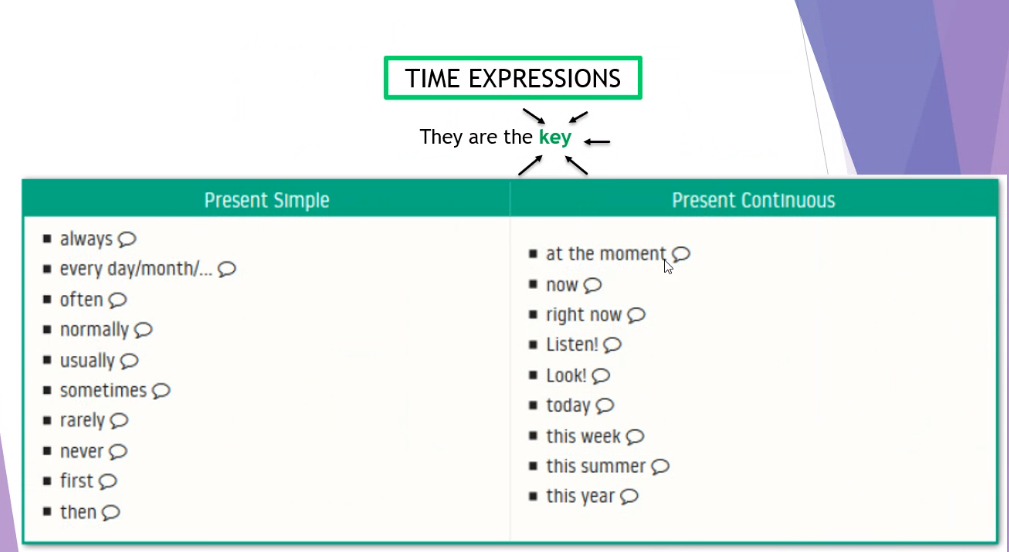 TIME EXPRESSIONS
They are the key
Present Simple
always
every day/month/...
often
normally
usually
sometimes
rarely
never
first
then
Present Continuous
at the moment
now
right now
Listen!
Look!
today
this week
this summer
this year